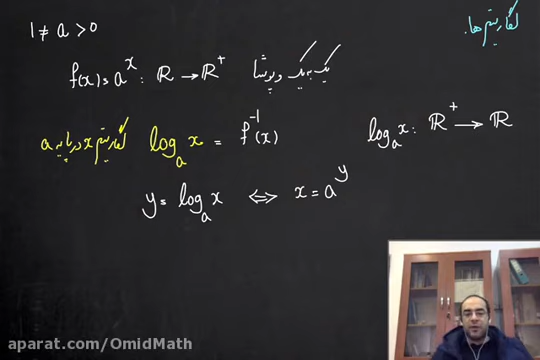 لگاریتم‌ها.
1 ≠ a > 0
f(x) = a^x : ℝ → ℝ^+ یک به یک و پوشا
لگاریتم x در پایه a log_a x = f^{-1}(x) log_a x : ℝ^+ → ℝ
y = log_a x ⇔ x = a^y
aparat.com/OmidMath